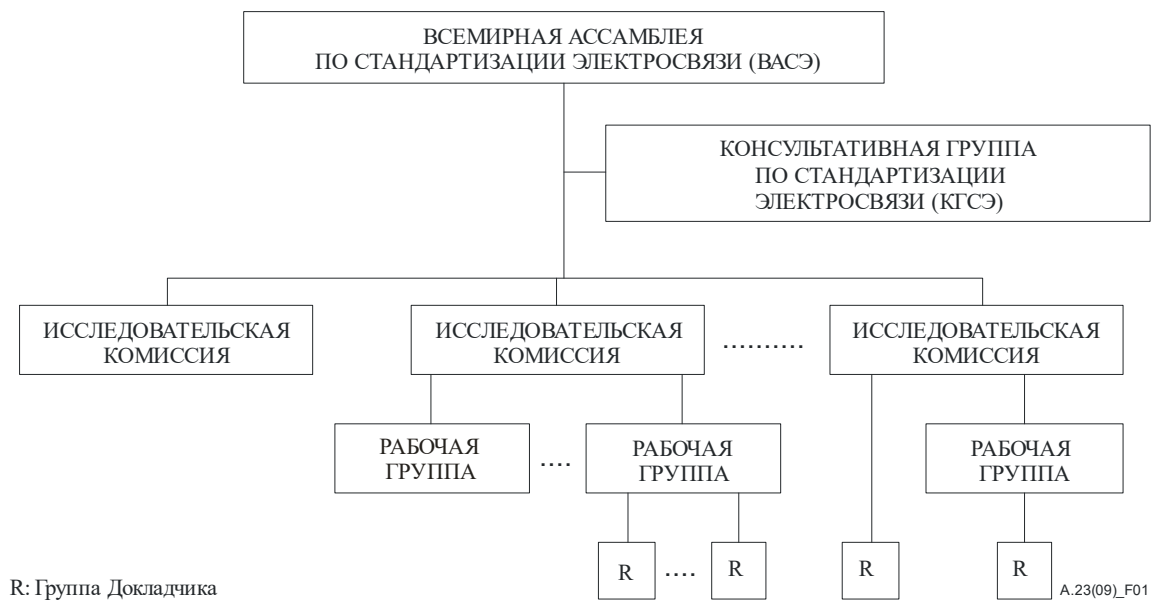 ВСЕМИРНАЯ АССАМБЛЕЯ
ПО СТАНДАРТИЗАЦИИ ЭЛЕКТРОСВЯЗИ (ВАСЭ)
КОНСУЛЬТАТИВНАЯ ГРУППА
ПО СТАНДАРТИЗАЦИИ
ЭЛЕКТРОСВЯЗИ (КГСЭ)
ИССЛЕДОВАТЕЛЬСКАЯ
КОМИССИЯ
ИССЛЕДОВАТЕЛЬСКАЯ
КОМИССИЯ
..........
ИССЛЕДОВАТЕЛЬСКАЯ
КОМИССИЯ
РАБОЧАЯ
ГРУППА
....
РАБОЧАЯ
ГРУППА
РАБОЧАЯ
ГРУППА
R .... R R R
R: Группа Докладчика
A.23(09)_F01